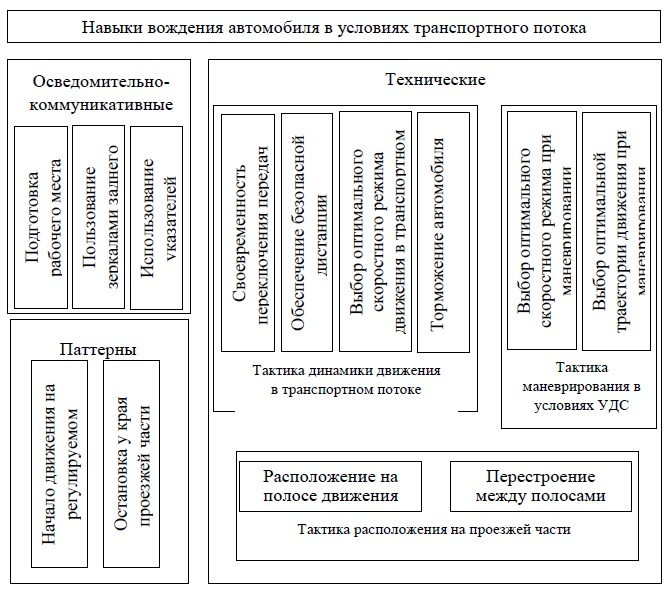 Навыки вождения автомобиля в условиях транспортного потока
Осведомительно-
коммуникативные
Подготовка
рабочего места
Пользование
зеркалами заднего
Использование
указателей
Паттерны
Начало движения на
регулируемом
Остановка у края
проезжей части
Технические
Своевременность
переключения передач
Обеспечение безопасной
дистанции
Выбор оптимального
скоростного режима
движения в транспортном
Торможение автомобиля
Тактика динамики движения
в транспортном потоке
Выбор оптимального
скоростного режима при
маневрировании
Выбор оптимальной
траектории движения при
маневрировании
Тактика
маневрирования в
условиях УДС
Расположение на
полосе движения
Перестроение
между полосами
Тактика расположения на проезжей части